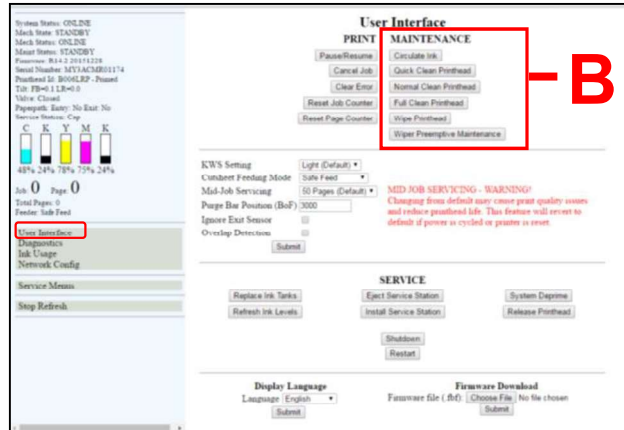 System Status: ONLINE
Mech State: STANDBY
Mech Status: ONLINE
Maint Status: STANDBY
Firmware: R14.2 20171228
Serial Number: MY3ACMR01174
Printhead Id: B006LRP - Primed
Tilt: FB=0.1 LR=0.0
Valve: Closed
Paperpath: Entry: No Exit: No
Service Station: Cap
C K Y M K
48% 24% 78% 75% 24%
Job: 0 Page: 0
Total Pages: 0
Feeder: Safe Feed
User Interface
Diagnostics
Ink Usage
Network Config
Service Menus
Stop Refresh
User Interface
PRINT MAINTENANCE
Pause/Resume Circulate Ink
Cancel Job Quick Clean Printhead
Clear Error Normal Clean Printhead
Reset Job Counter Full Clean Printhead
Reset Page Counter Wipe Printhead
Wiper Preemptive Maintenance
B
KWS Setting Light (Default)
Cutsheet Feeding Mode Safe Feed
Mid-Job Servicing 50 Pages (Default)
Purge Bar Position (BoF) 3000
Ignore Exit Sensor
Overlap Detection
Submit
MID JOB SERVICING - WARNING!
Changing from default may cause print quality issues
and reduce printhead life. This feature will revert to
default if power is cycled or printer is reset
SERVICE
Replace Ink Tanks Eject Service Station System Deprime
Refresh Ink Levels Install Service Station Release Printhead
Shutdown
Restart
Display Language
Language English
Submit
Firmware Download
Firmware file (.fbf): Choose File No file chosen
Submit